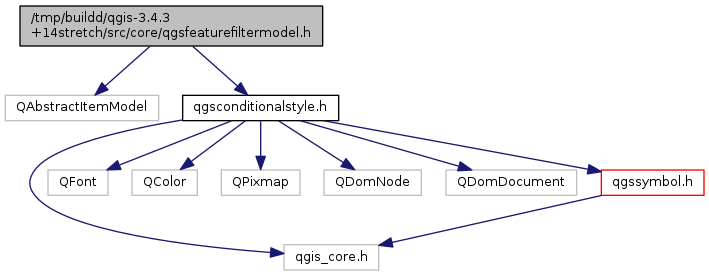 /tmp/buildd/qgis-3.4.3
+14stretch/src/core/qgsfeaturefiltermodel.h
QAbstractItemModel
qgsconditionalstyle.h
QFont
QColor
QPixmap
QDomNode
QDomDocument
qgssymbol.h
qgis_core.h